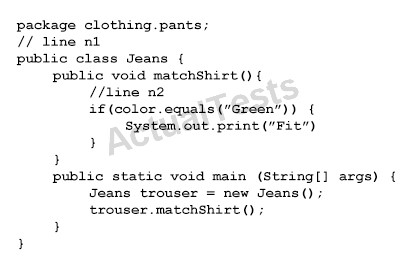 package clothing.pants;
// line n1
public class Jeans {
    public void matchShirt(){
        //line n2
        if(color.equals(”Green”)) {
            System.out.print(”Fit”)
        }
    }
    public static void main (String[] args) {
        Jeans trouser = new Jeans();
        trouser.matchShirt();
    }
}
ActualTests